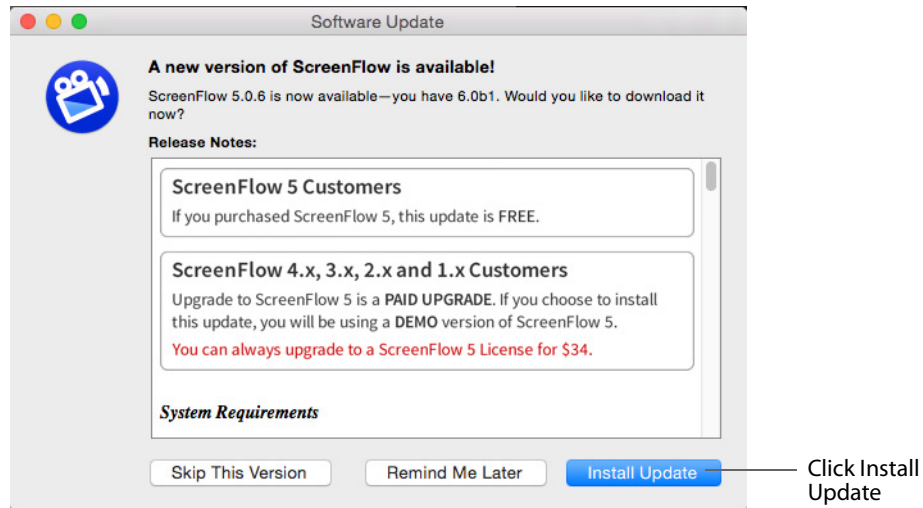 Software Update
A new version of ScreenFlow is available!
ScreenFlow 5.0.6 is now available—you have 6.0b1. Would you like to download it
now?
Release Notes:
ScreenFlow 5 Customers
If you purchased ScreenFlow 5, this update is FREE.
ScreenFlow 4.x, 3.x, 2.x and 1.x Customers
Upgrade to ScreenFlow 5 is a PAID UPGRADE. If you choose to install
this update, you will be using a DEMO version of ScreenFlow 5.
You can always upgrade to a ScreenFlow 5 License for $34.
System Requirements
Skip This Version
Remind Me Later
Install Update
Click Install
Update